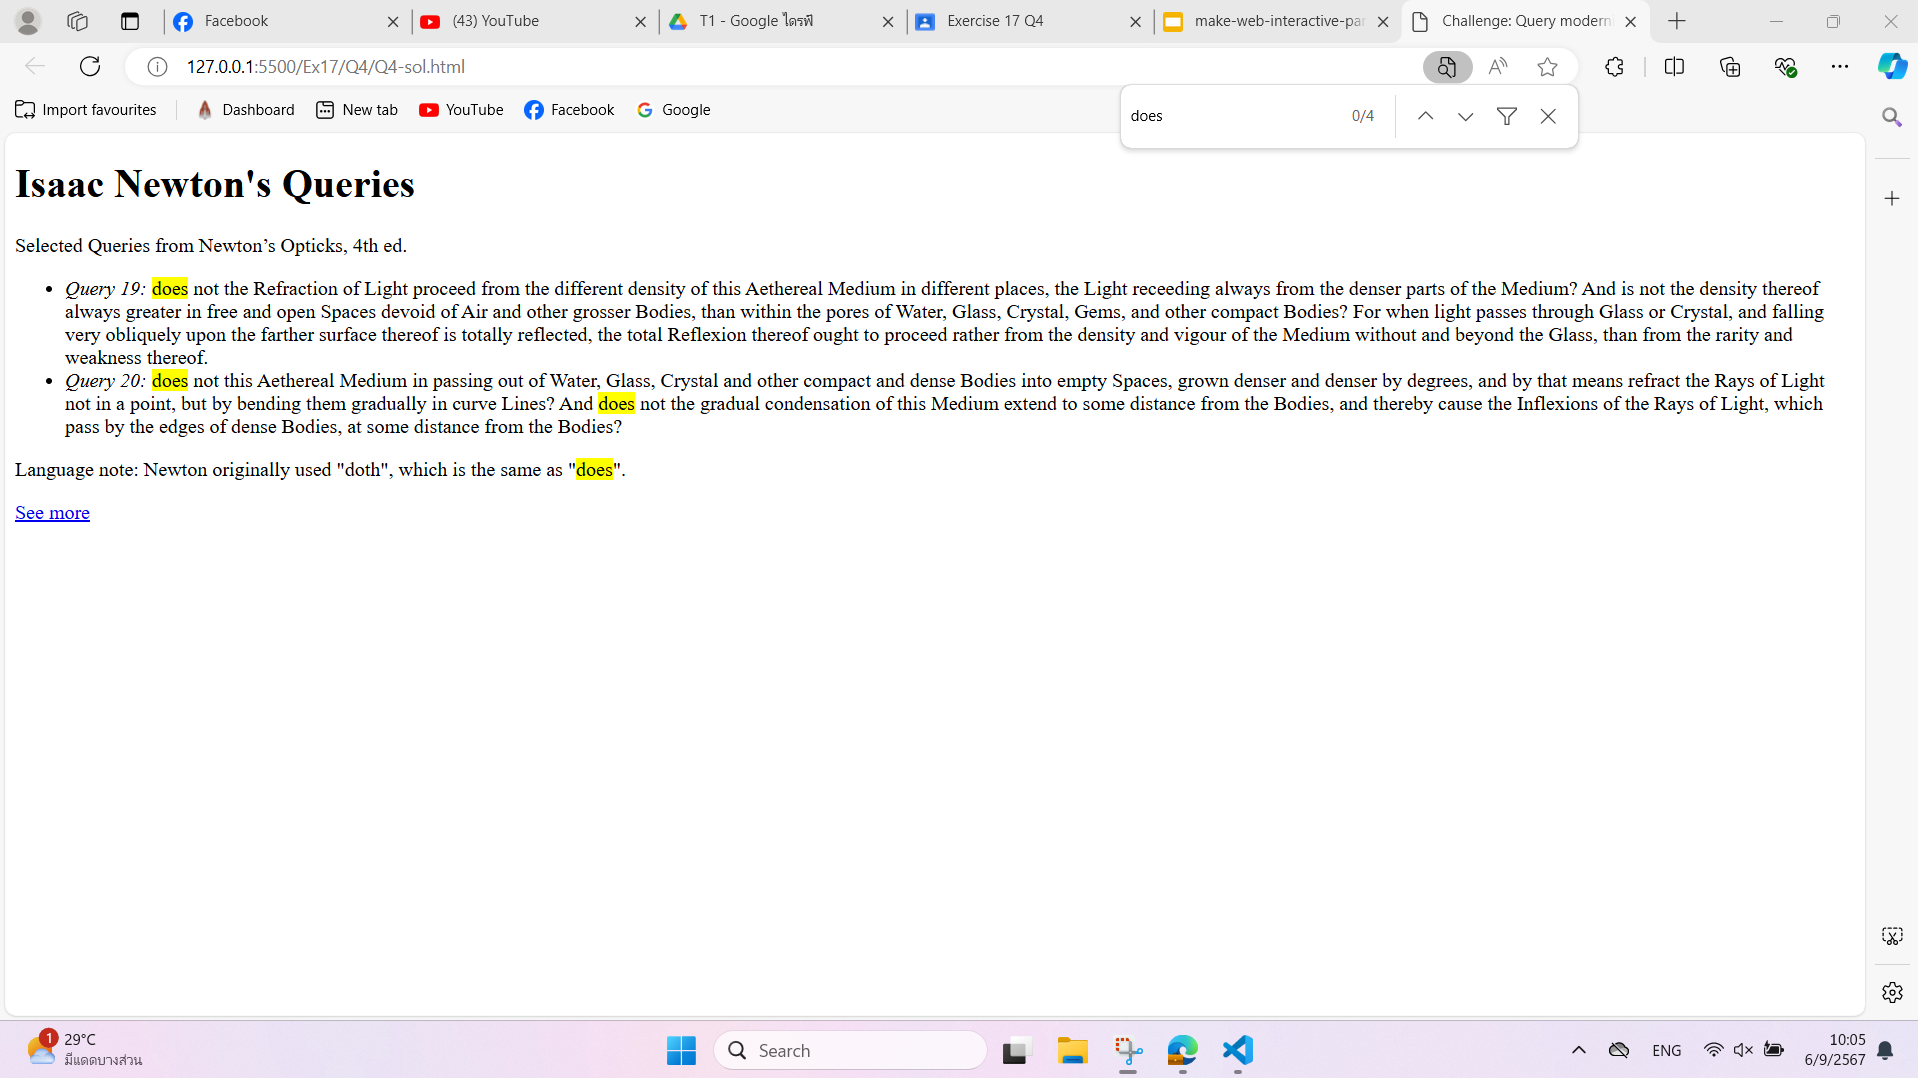 Facebook
(43) YouTube
T1 - Google ไดรฟ์
Exercise 17 Q4
make-web-interactive-par
Challenge: Query modern
127.0.0.1:5500/Ex17/Q4/Q4-sol.html
Import favourites
Dashboard
New tab
YouTube
Facebook
Google
does
0/4
Isaac Newton's Queries
Selected Queries from Newton’s Opticks, 4th ed.
• Query 19: does not the Refraction of Light proceed from the different density of this Aethereal Medium in different places, the Light receeding always from the denser parts of the Medium? And is not the density thereof
always greater in free and open Spaces devoid of Air and other grosser Bodies, than within the pores of Water, Glass, Crystal, Gems, and other compact Bodies? For when light passes through Glass or Crystal, and falling
very obliquely upon the farther surface thereof is totally reflected, the total Reflexion thereof ought to proceed rather from the density and vigour of the Medium without and beyond the Glass, than from the rarity and
weakness thereof.
• Query 20: does not this Aethereal Medium in passing out of Water, Glass, Crystal and other compact and dense Bodies into empty Spaces, grown denser and denser by degrees, and by that means refract the Rays of Light
not in a point, but by bending them gradually in curve Lines? And does not the gradual condensation of this Medium extend to some distance from the Bodies, and thereby cause the Inflexions of the Rays of Light, which
pass by the edges of dense Bodies, at some distance from the Bodies?
Language note: Newton originally used "doth", which is the same as "does".
See more
1
29°C
มีแดดบางส่วน
Search
ENG
10:05
6/9/2567